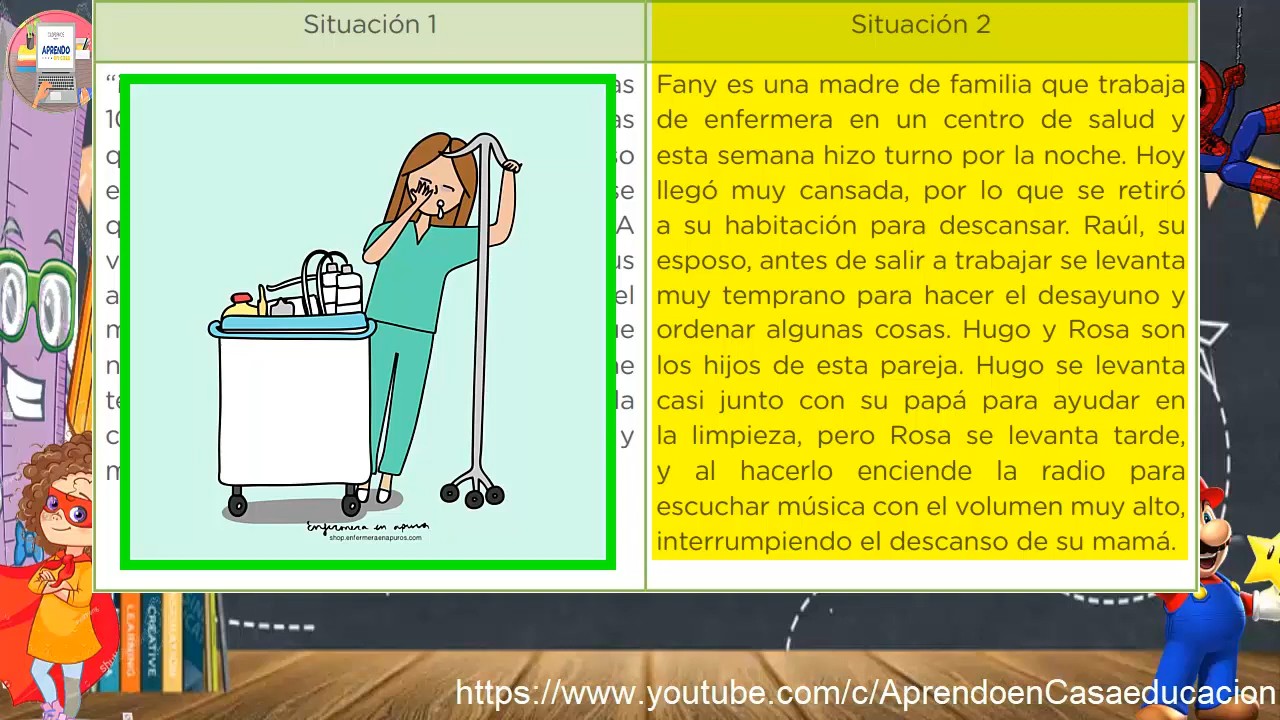 Situación 1
Situación 2
APRENDO
Fany es una madre de familia que trabaja
de enfermera en un centro de salud y
esta semana hizo turno por la noche. Hoy
llegó muy cansada, por lo que se retiró
a su habitación para descansar. Raúl, su
esposo, antes de salir a trabajar se levanta
muy temprano para hacer el desayuno y
ordenar algunas cosas. Hugo y Rosa son
los hijos de esta pareja. Hugo se levanta
casi junto con su papá para ayudar en
la limpieza, pero Rosa se levanta tarde,
y al hacerlo enciende la radio para
escuchar música con el volumen muy alto,
interrumpiendo el descanso de su mamá.
Enfermera en apuros
shop.enfermeraenapuros.com
LEARNING
CREATIVE
https://www.youtube.com/c/AprendoenCasaeducacion